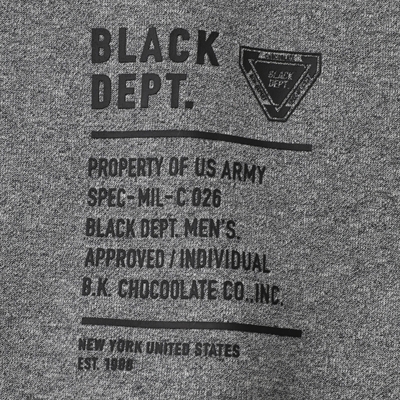 BLACK
DEPT.
BLACK
DEPT.
PROPERTY OF US ARMY
SPEC-MIL-C 026
BLACK DEPT. MEN'S.
APPROVED / INDIVIDUAL
B.K. CHOCOOLATE CO.,INC.
NEW YORK UNITED STATES
EST. 1986